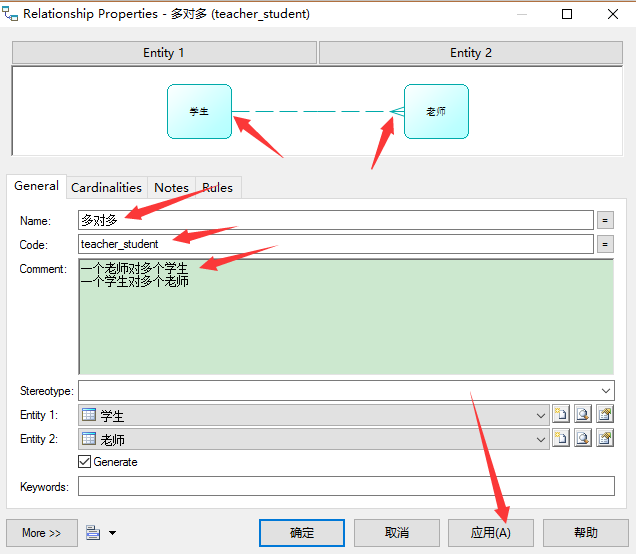 Relationship Properties - 多对多 (teacher_student)
Entity 1
Entity 2
学生
老师
General
Cardinalities
Notes
Rules
Name:
多对多
=
Code:
teacher_student
=
Comment:
一个老师对多个学生
一个学生对多个老师
Stereotype:
Entity 1:
学生
Entity 2:
老师
Generate
Keywords:
More >>
确定
取消
应用(A)
帮助